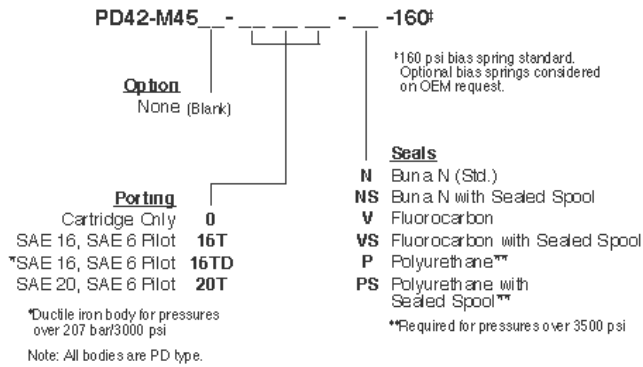 PD42-M45__-__ __ __-__-160‡
‡160 psi bias spring standard.
Optional bias springs considered
on OEM request.
Option
None (Blank)
Porting
Cartridge Only 0
SAE 16, SAE 6 Pilot 16T
*SAE 16, SAE 6 Pilot 16TD
SAE 20, SAE 6 Pilot 20T
*Ductile iron body for pressures
over 207 bar/3000 psi
Note: All bodies are PD type.
Seals
N Buna N (Std.)
NS Buna N with Sealed Spool
V Fluorocarbon
VS Fluorocarbon with Sealed Spool
P Polyurethane**
PS Polyurethane with
Sealed Spool**
**Required for pressures over 3500 psi